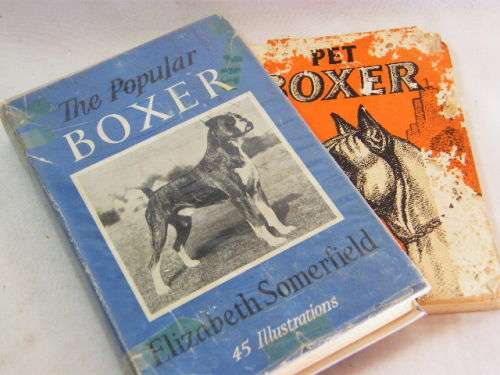 The Popular
BOXER
Elizabeth Somerfield
45 Illustrations
PET
BOXER